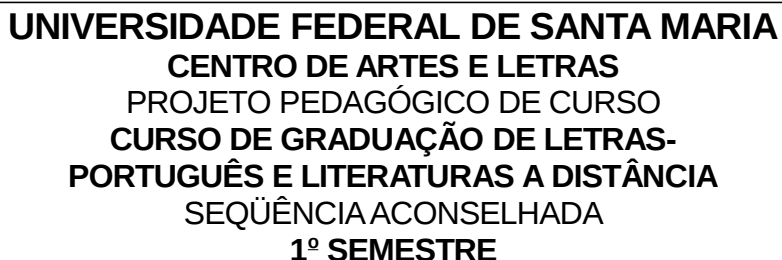 UNIVERSIDADE FEDERAL DE SANTA MARIA
CENTRO DE ARTES E LETRAS
PROJETO PEDAGÓGICO DE CURSO
CURSO DE GRADUAÇÃO DE LETRAS-
PORTUGUÊS E LITERATURAS A DISTÂNCIA
SEQÜÊNCIA ACONSELHADA
1º SEMESTRE